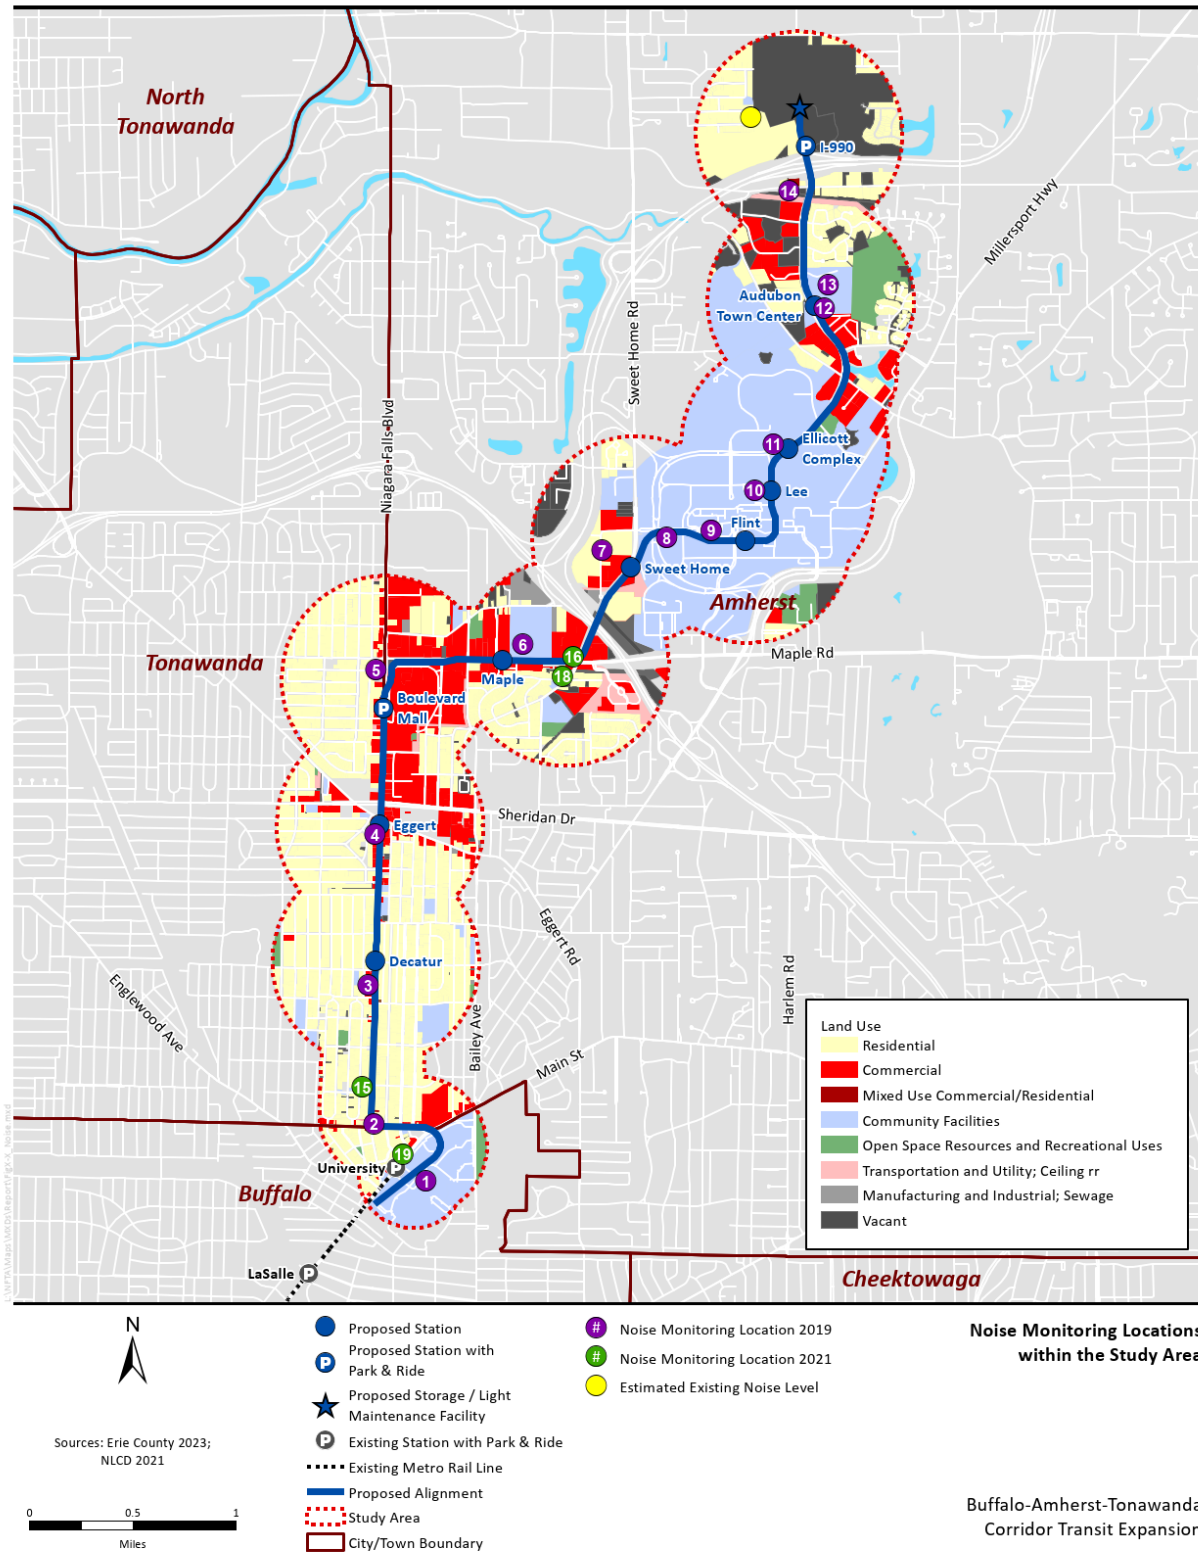 North
Tonawanda
I-990
14
Millersport Hwy
13
Audubon
Town Center
12
Sweet Home Rd
Niagara Falls Blvd
11
Ellicott
Complex
10
Lee
Flint
9
8
7
Sweet Home
Amherst
Tonawanda
6
16
Maple Rd
5
18
Maple
Boulevard
Mall
Sheridan Dr
Eggert
4
Eggert Rd
Decatur
3
Englewood Ave
Bailey Ave
Harlem Rd
Main St
15
2
19
University
1
Buffalo
LaSalle
Cheektowaga
Land Use
Residential
Commercial
Mixed Use Commercial/Residential
Community Facilities
Open Space Resources and Recreational Uses
Transportation and Utility; Ceiling rr
Manufacturing and Industrial; Sewage
Vacant
N
Sources: Erie County 2023;
NLCD 2021
0 0.5 1
Miles
Proposed Station
Proposed Station with
Park & Ride
Proposed Storage / Light
Maintenance Facility
Existing Station with Park & Ride
Existing Metro Rail Line
Proposed Alignment
Study Area
City/Town Boundary
# Noise Monitoring Location 2019
# Noise Monitoring Location 2021
Estimated Existing Noise Level
Noise Monitoring Locations
within the Study Area
Buffalo-Amherst-Tonawanda
Corridor Transit Expansion